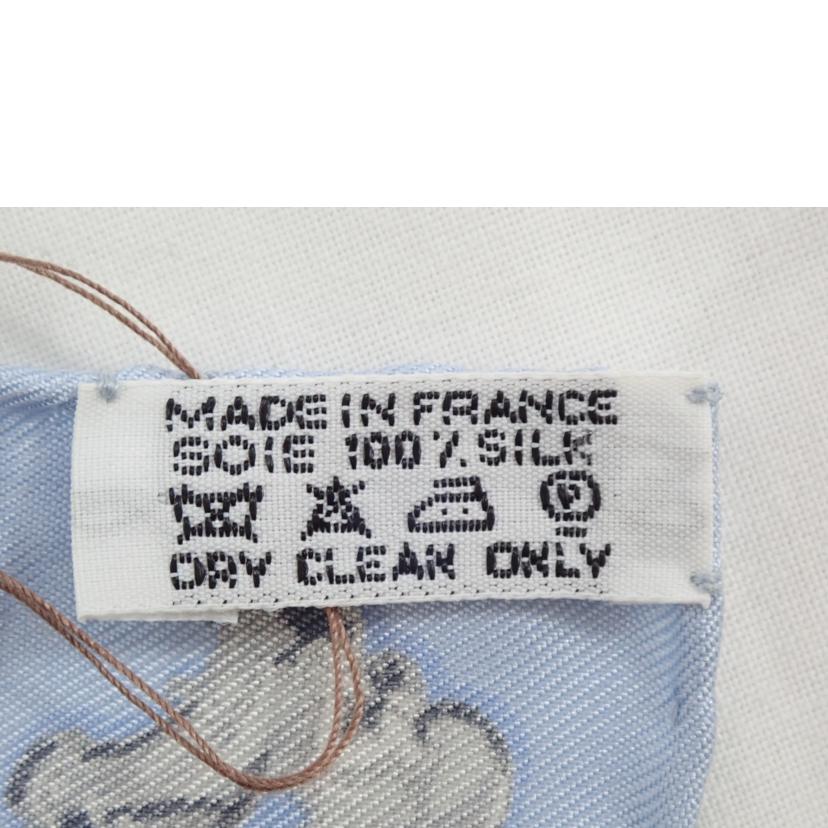 MADE IN FRANCE
SOIE 100% SILK
P
DRY CLEAN ONLY